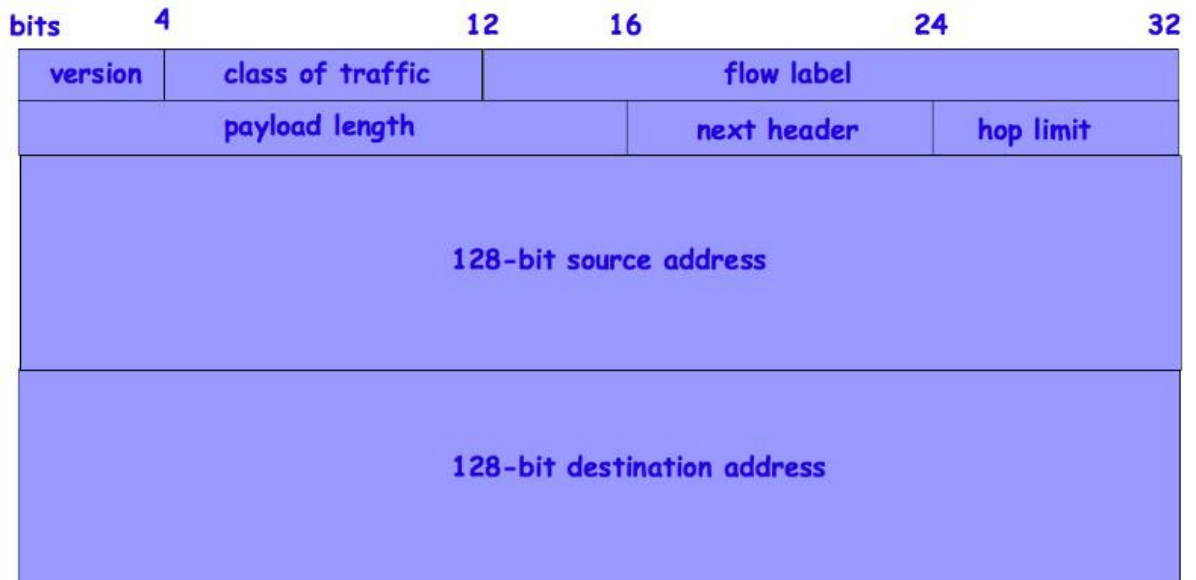 bits 4 12 16 24 32
version class of traffic flow label
payload length next header hop limit
128-bit source address
128-bit destination address